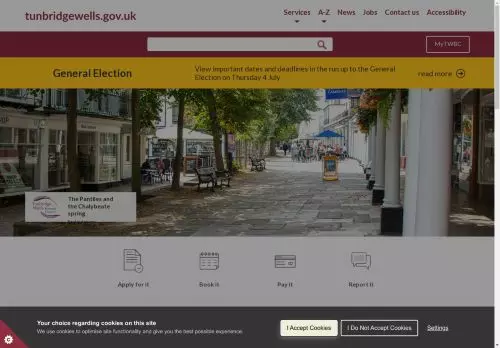 tunbridgewells.gov.uk
Services
A-Z
News
Jobs
Contact us
Accessibility
MyTWBC
General Election
View important dates and deadlines in the run up to the General
Election on Thursday 4 July
read more
The Pantiles and
the Chalybeate
spring
Apply for it
Book it
Pay it
Report it
Your choice regarding cookies on this site
We use cookies to optimise site functionality and give you the best possible experience.
I Accept Cookies
I Do Not Accept Cookies
Settings